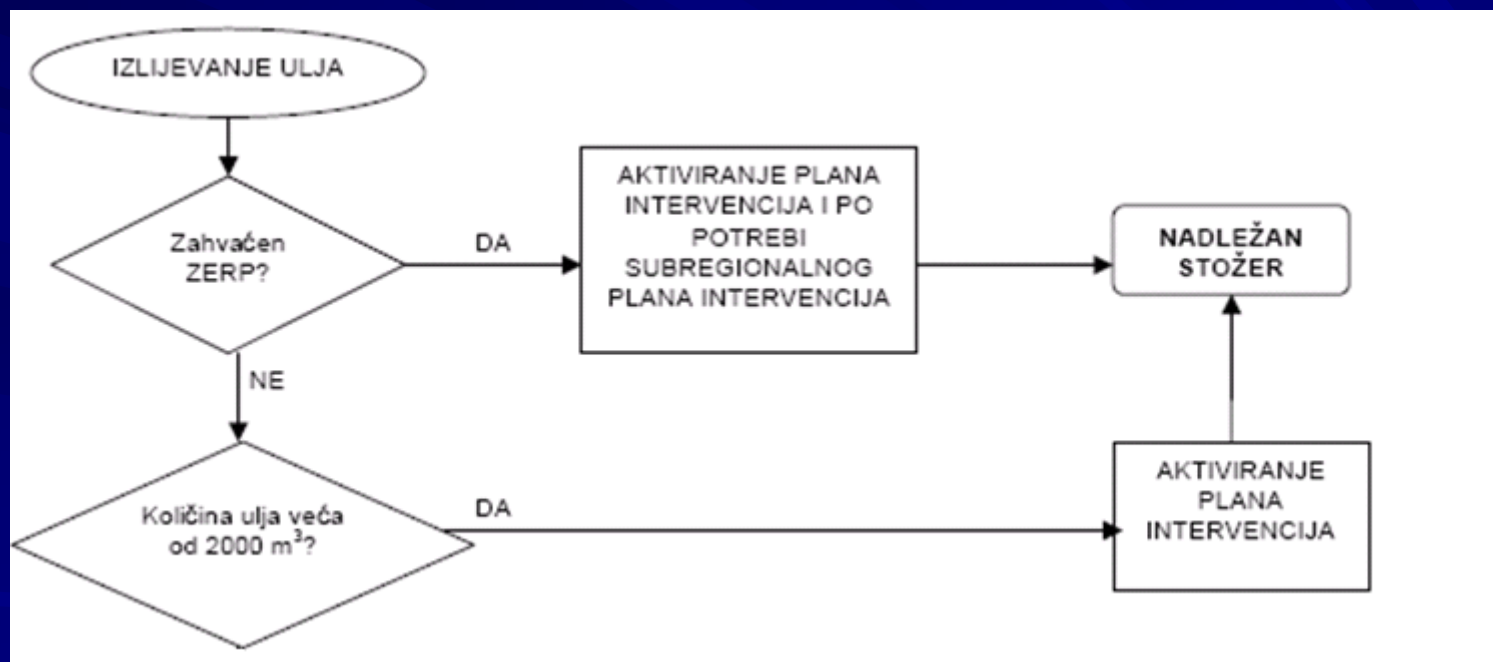 IZLIJEVANJE ULJA
Zahvaćen
ZERP?
DA
AKTIVIRANJE PLANA
INTERVENCIJA I PO
POTREBI
SUBREGIONALNOG
PLANA INTERVENCIJA
NADLEŽAN
STOŽER
NE
Količina ulja veća
od 2000 m³?
DA
AKTIVIRANJE
PLANA
INTERVENCIJA